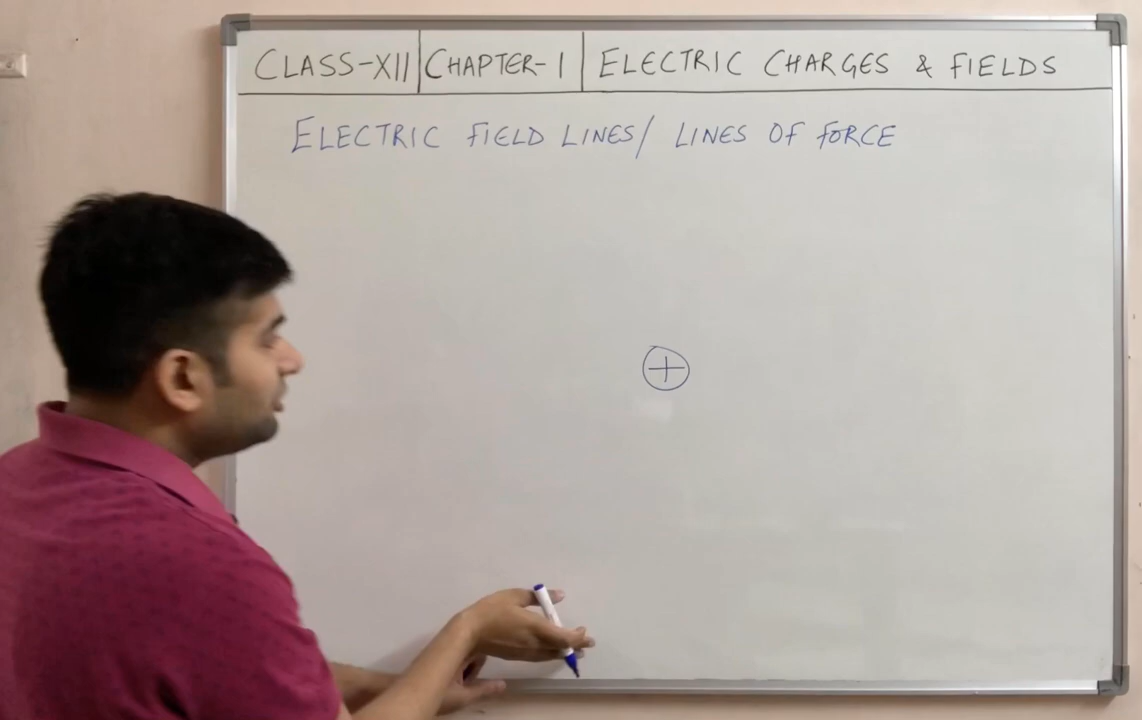 CLASS-XII CHAPTER-1 ELECTRIC CHARGES & FIELDS
ELECTRIC FIELD LINES/ LINES OF FORCE
+